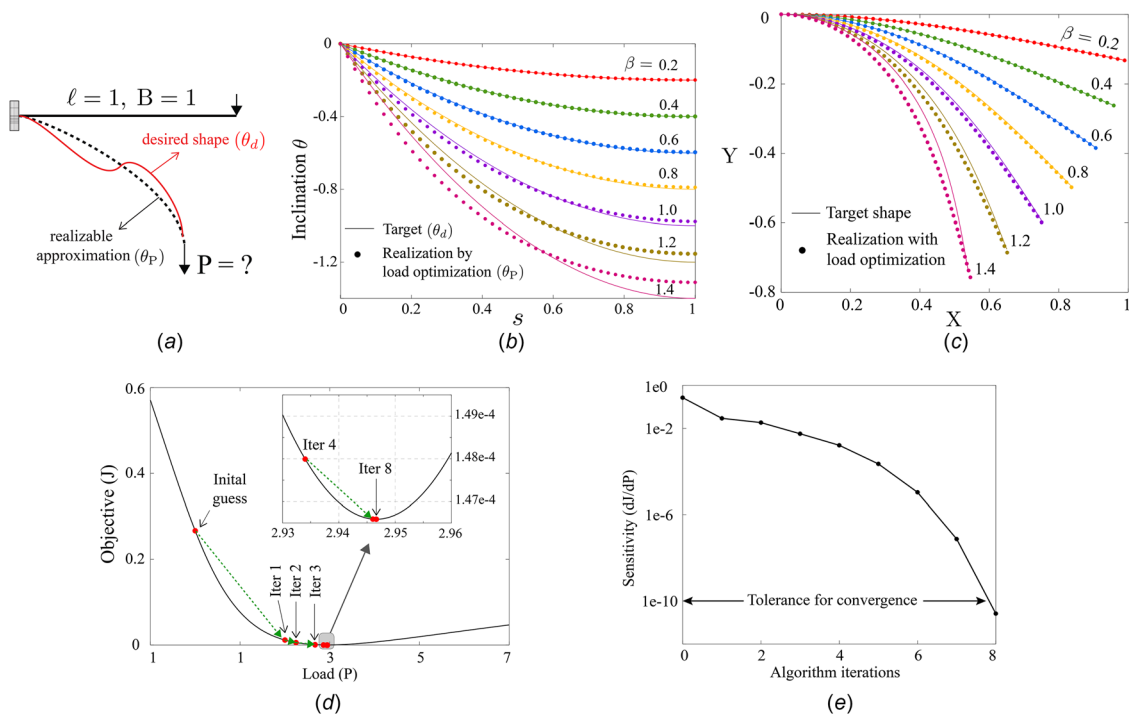 ℓ = 1, B = 1
desired shape (θd)
realizable
approximation (θP)
P = ?
(a)
Inclination θ
0
-0.4
-0.8
-1.2
β = 0.2
0.4
0.6
0.8
1.0
1.2
1.4
Target (θd)
Realization by
load optimization (θP)
0
0.2
0.4
0.6
0.8
1
s
(b)
Y
0
-0.2
-0.4
-0.6
-0.8
β = 0.2
0.4
0.6
0.8
1.0
1.2
1.4
Target shape
Realization with
load optimization
0
0.2
0.4
0.6
0.8
1
X
(c)
Objective (J)
0.6
0.4
0.2
0
Inital
guess
Iter 1
Iter 2
Iter 3
Iter 4
Iter 8
1.49e-4
1.48e-4
1.47e-4
2.93
2.94
2.95
2.96
1
1
3
5
7
Load (P)
(d)
Sensitivity (dJ/dP)
1e0
1e-2
1e-6
1e-10
Tolerance for convergence
0
2
4
6
8
Algorithm iterations
(e)